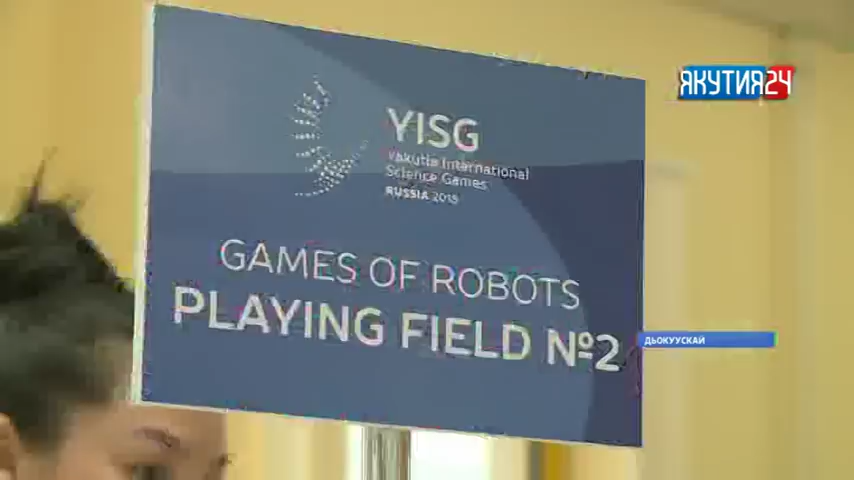 ЯКУТИЯ24
YISG
Yakutia International
Science Games
RUSSIA 2018
GAMES OF ROBOTS
PLAYING FIELD №2
ДЬОКУУСКАЙ